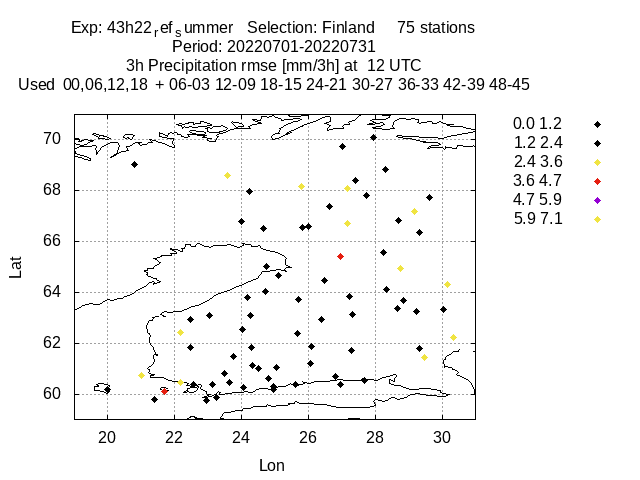 Exp: 43h22refsummer Selection: Finland 75 stations
Period: 20220701-20220731
3h Precipitation rmse [mm/3h] at 12 UTC
Used 00,06,12,18 + 06-03 12-09 18-15 24-21 30-27 36-33 42-39 48-45
0.0 1.2
1.2 2.4
2.4 3.6
3.6 4.7
4.7 5.9
5.9 7.1
70
68
66
64
62
60
Lat
20 22 24 26 28 30
Lon